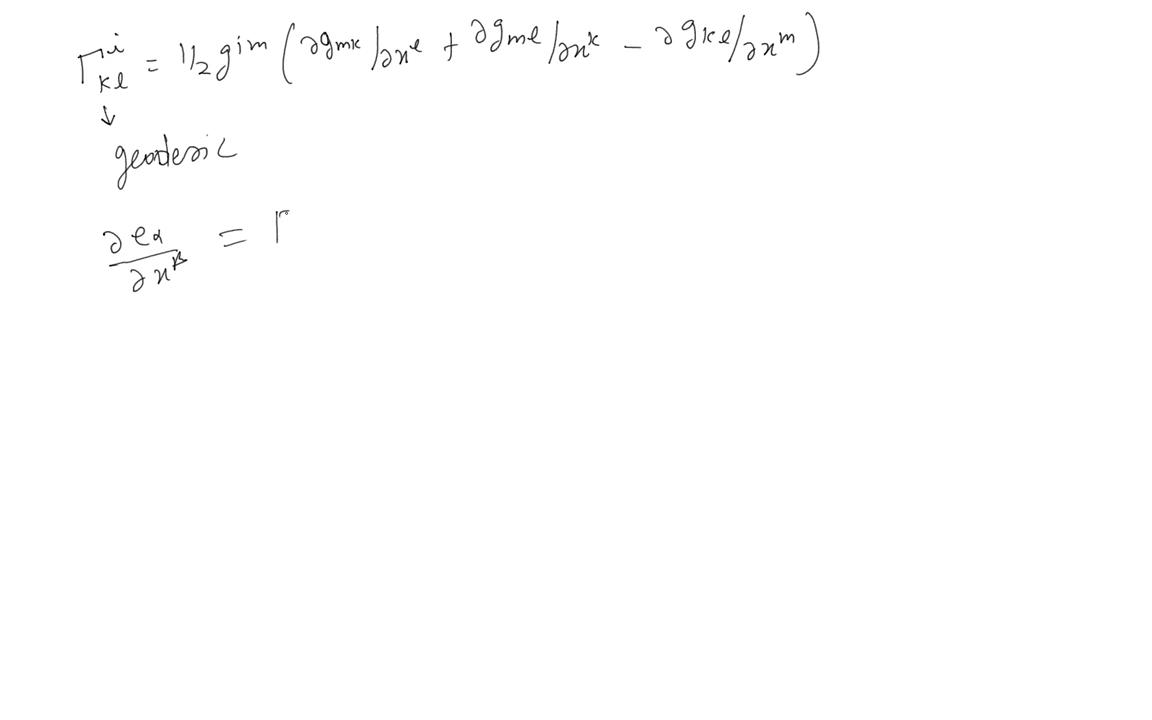 Γ^i_{kl} = 1/2 g^{im} (∂g_{mk}/∂x^l + ∂g_{ml}/∂x^k − ∂g_{kl}/∂x^m)
↓
geodesic
∂e_α/∂x^β = Γ